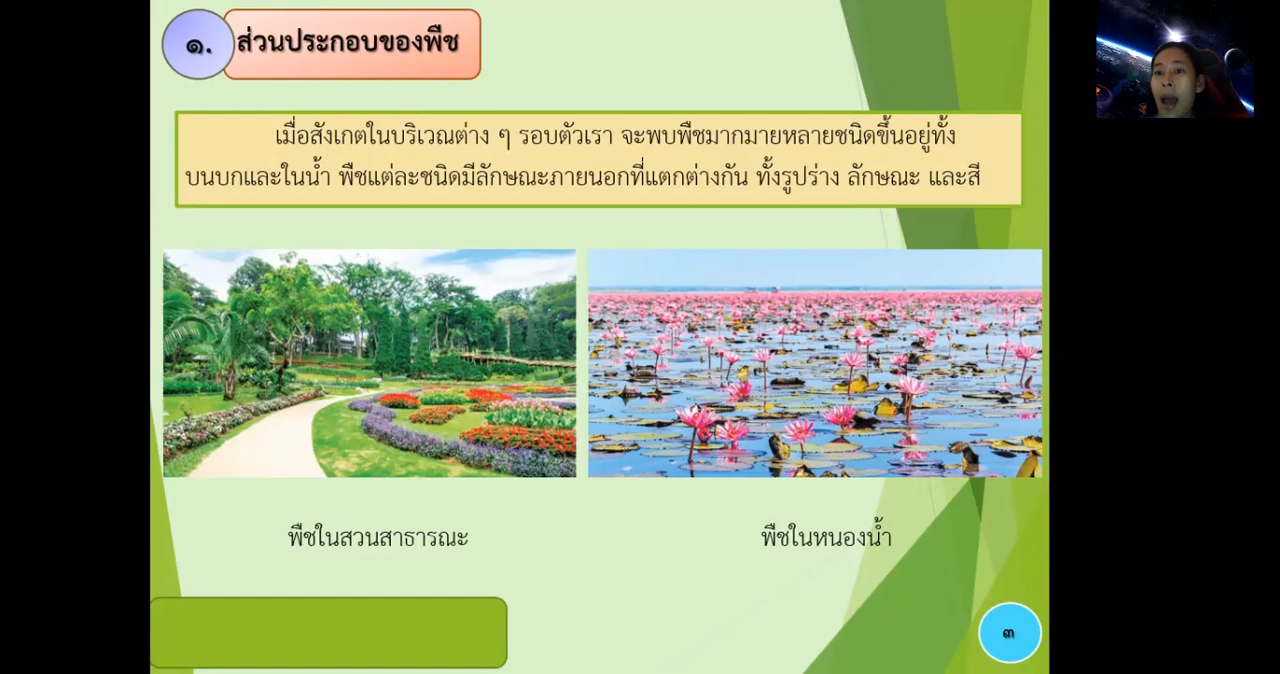 ๑. ส่วนประกอบของพืช
เมื่อสังเกตในบริเวณต่าง ๆ รอบตัวเรา จะพบพืชมากมายหลายชนิดขึ้นอยู่ทั้ง
บนบกและในน้ำ พืชแต่ละชนิดมีลักษณะภายนอกที่แตกต่างกัน ทั้งรูปร่าง ลักษณะ และสี
พืชในสวนสาธารณะ
พืชในหนองน้ำ
๓